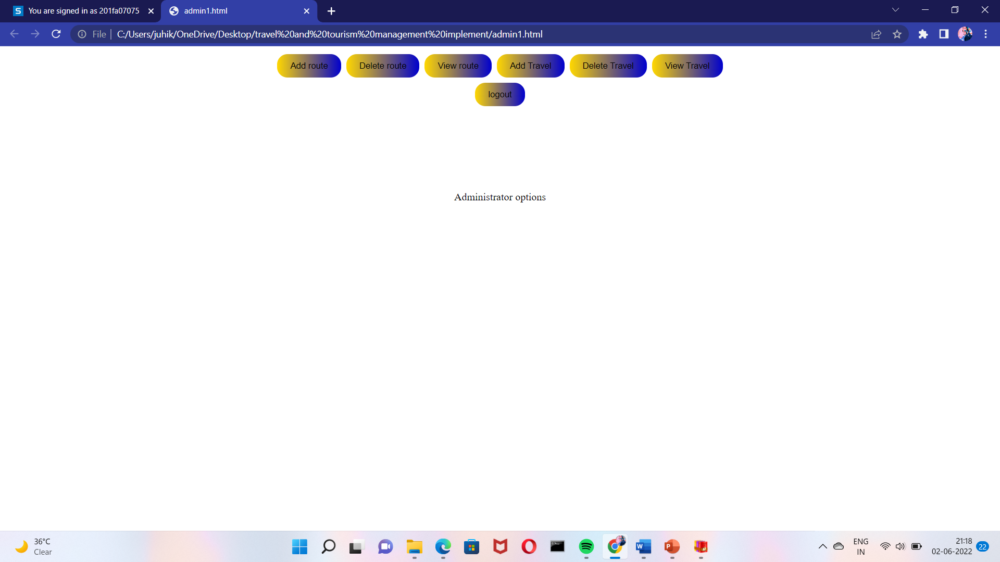 You are signed in as 201fa07075
admin1.html
File | C:/Users/juhik/OneDrive/Desktop/travel%20and%20tourism%20management%20implement/admin1.html
Add route Delete route View route Add Travel Delete Travel View Travel
logout
Administrator options
36°C
Clear
ENG
IN
21:18
02-06-2022
22